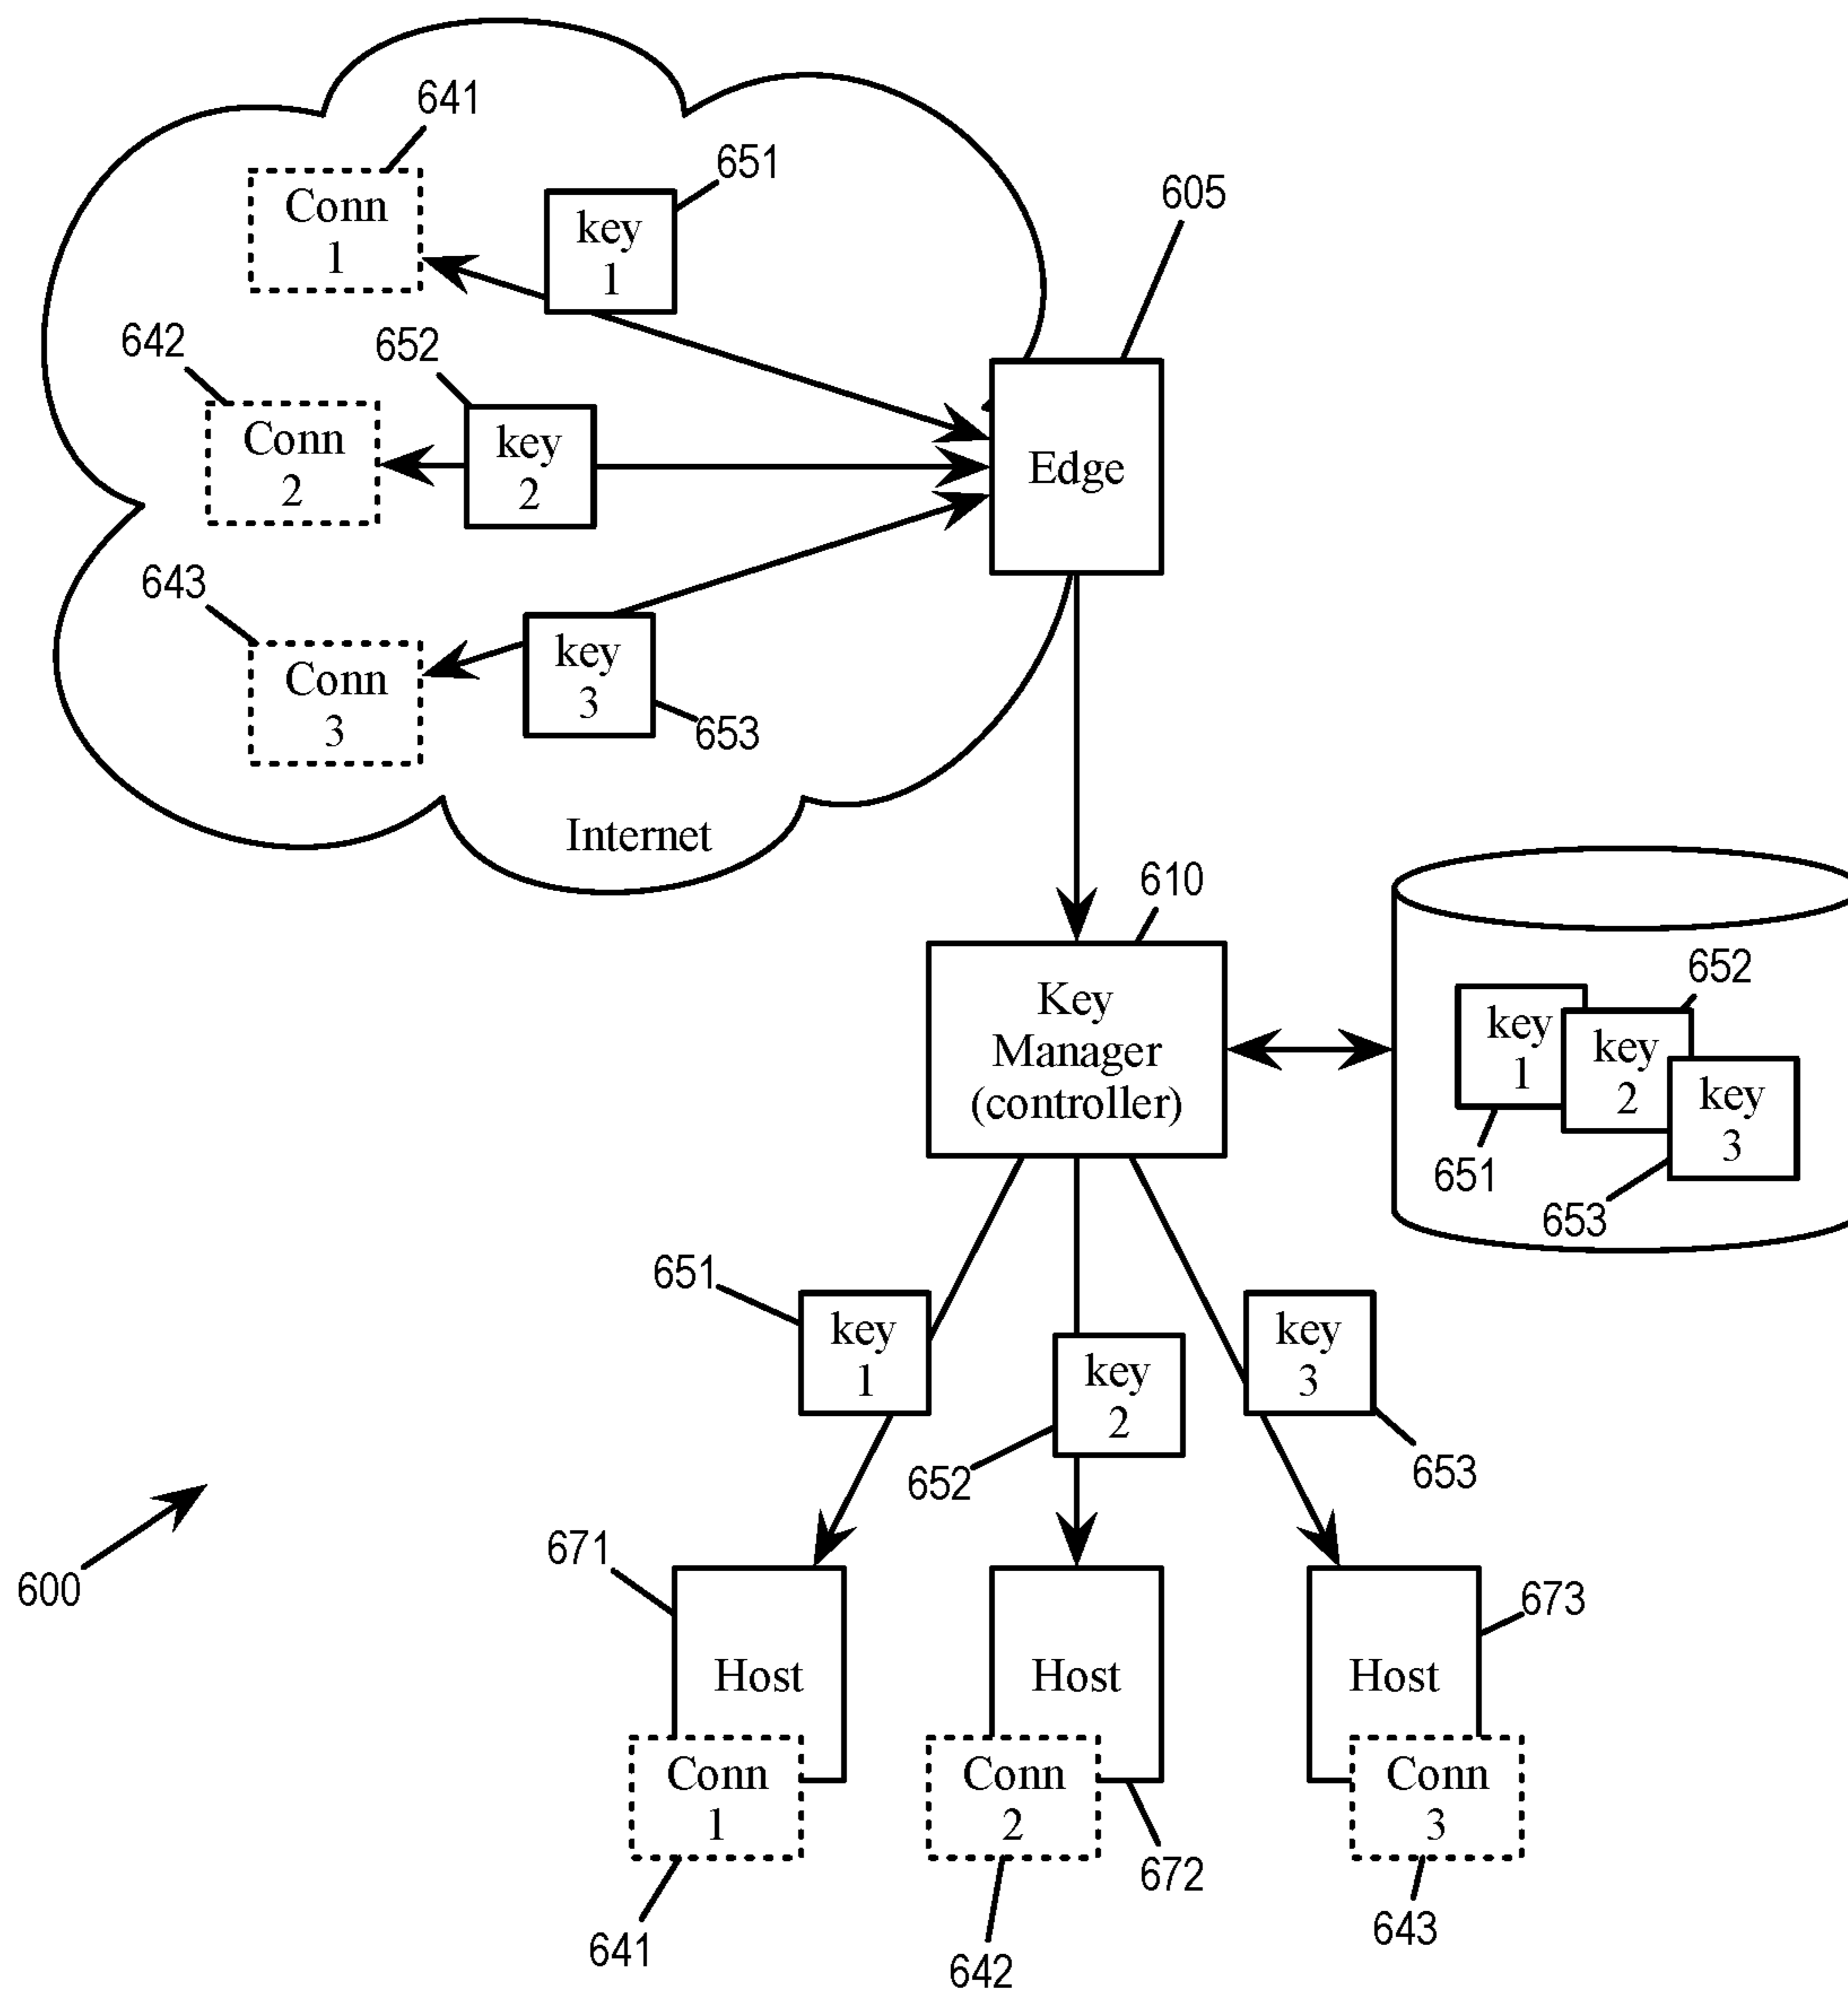 641
Conn
1
651
key
1
605
642
Conn
2
652
key
2
Edge
643
Conn
3
key
3
653
Internet
610
Key
Manager
(controller)
652
key
1
key
2
key
3
651
653
651
key
1
key
2
652
key
3
653
600
671
Host
Host
672
Host
673
Conn
1
641
Conn
2
642
Conn
3
643